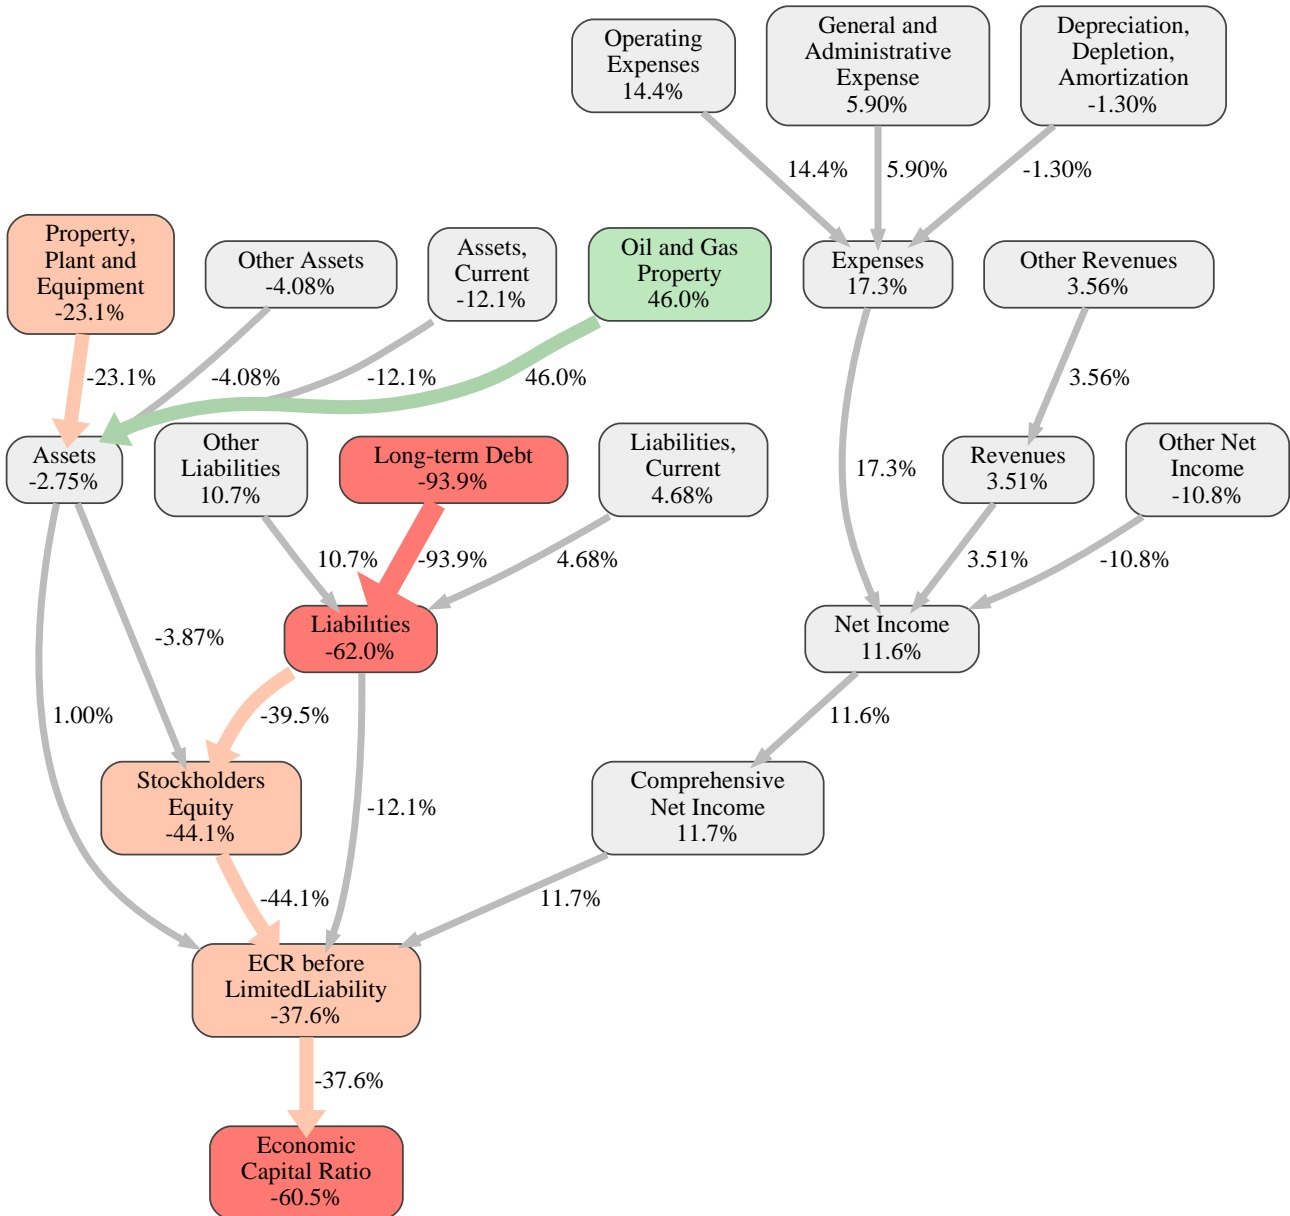 Operating
Expenses
14.4%
General and
Administrative
Expense
5.90%
Depreciation,
Depletion,
Amortization
-1.30%
14.4%
5.90%
-1.30%
Property,
Plant and
Equipment
-23.1%
Other Assets
-4.08%
Assets,
Current
-12.1%
Oil and Gas
Property
46.0%
Expenses
17.3%
Other Revenues
3.56%
-23.1%
-4.08%
-12.1%
46.0%
3.56%
Assets
-2.75%
Other
Liabilities
10.7%
Long-term Debt
-93.9%
Liabilities,
Current
4.68%
17.3%
Revenues
3.51%
Other Net
Income
-10.8%
10.7%
-93.9%
4.68%
3.51%
-10.8%
-3.87%
Liabilities
-62.0%
Net Income
11.6%
1.00%
-39.5%
11.6%
Stockholders
Equity
-44.1%
-12.1%
Comprehensive
Net Income
11.7%
-44.1%
11.7%
ECR before
LimitedLiability
-37.6%
-37.6%
Economic
Capital Ratio
-60.5%